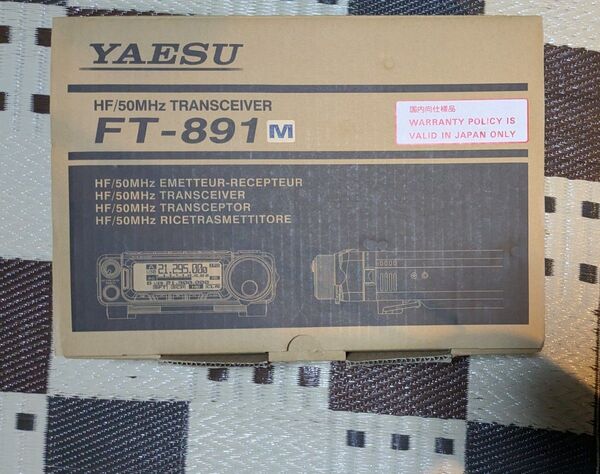 YAESU
HF/50MHz TRANSCEIVER
FT-891 M
国内向仕様品
WARRANTY POLICY IS
VALID IN JAPAN ONLY
HF/50MHz EMETTEUR-RECEPTEUR
HF/50MHz TRANSCEIVER
HF/50MHz TRANSCEPTOR
HF/50MHz RICETRASMETTITORE
21.295.00